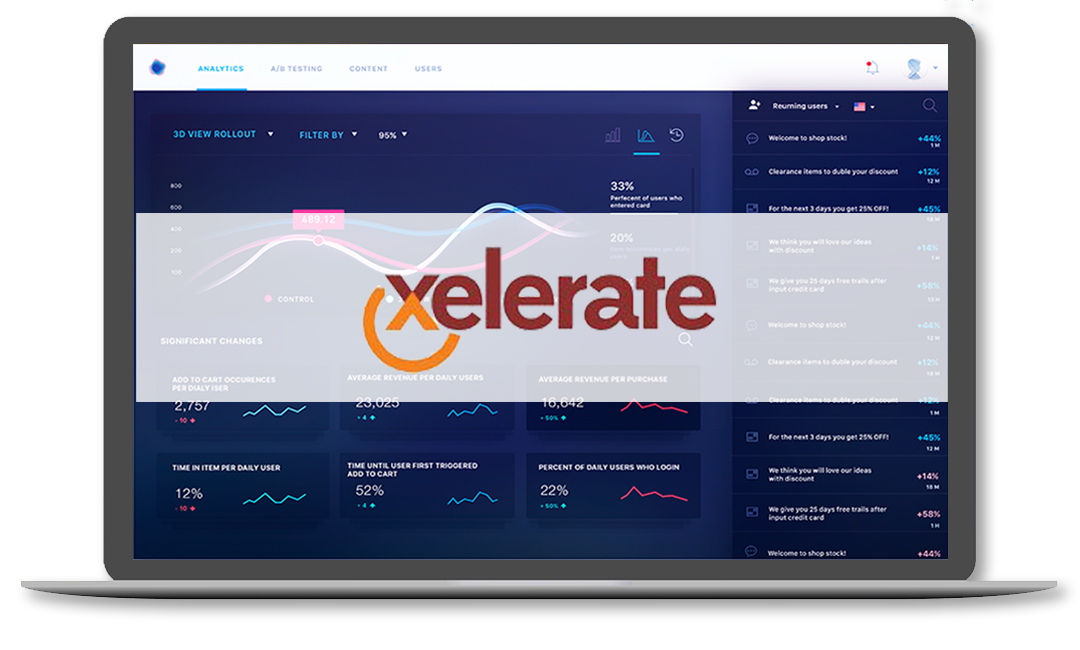 ANALYTICS
A/B TESTING
CONTENT
USERS
3D VIEW ROLLOUT
FILTER BY
95%
800
600
400
200
100
489.12
CONTROL
33%
Perfecent of users who
entered card
20%
xelerate
SIGNIFICANT CHANGES
ADD TO CART OCCURENCES
PER DIALY ISER
2,757
- 10
AVERAGE REVENUE PER DAILY USERS
23,025
+ 4
AVERAGE REVENUE PER PURCHASE
16,642
+ 50%
TIME IN ITEM PER DAILY USER
12%
- 10
TIME UNTIL USER FIRST TRIGGERED
ADD TO CART
52%
+ 4
PERCENT OF DAILY USERS WHO LOGIN
22%
+ 50%
Reurning users
Welcome to shop stock!
+44%
1 M
Clearance items to duble your discount
+12%
12 M
For the next 3 days you get 25% OFF!
+45%
12 M
We think you will love our ideas
with discount
+14%
1 H
We give you 25 days free trails after
input credit card
+58%
12 M
Welcome to shop stock!
+44%
12 M
Clearance items to duble your discount
+12%
18 M
Clearance items to duble your discount
+12%
1 M
For the next 3 days you get 25% OFF!
+45%
12 M
We think you will love our ideas
with discount
+14%
18 M
We give you 25 days free trails after
input credit card
+58%
1 H
Welcome to shop stock!
+44%